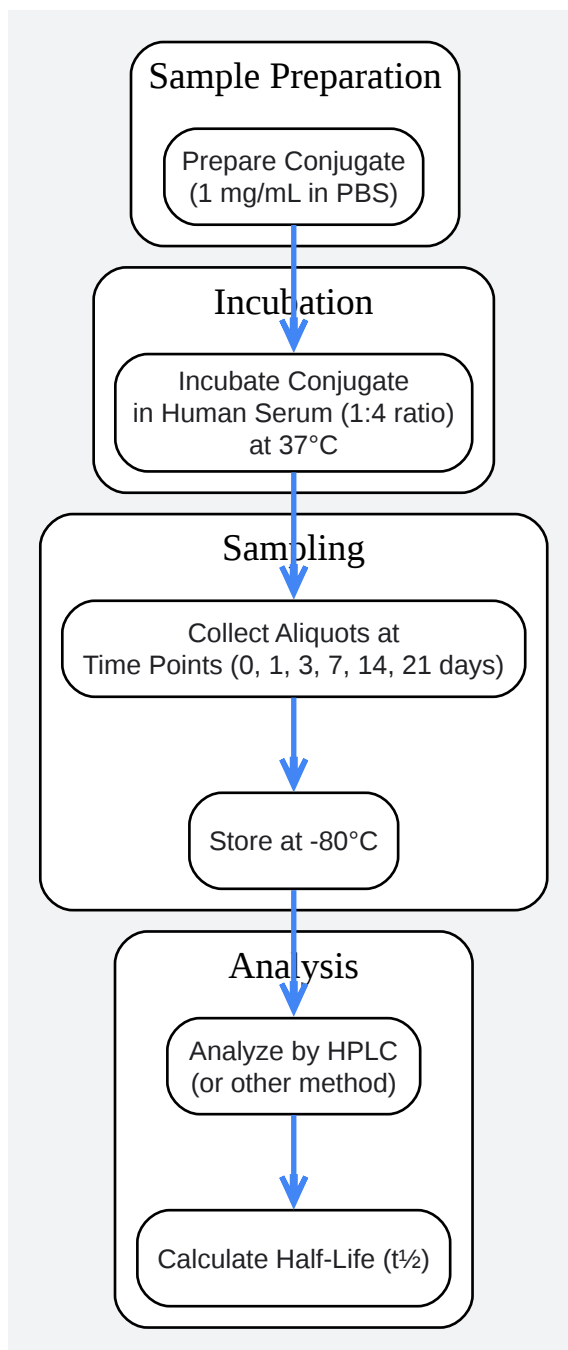 Sample Preparation
Prepare Conjugate
(1 mg/mL in PBS)
Incubation
Incubate Conjugate
in Human Serum (1:4 ratio)
at 37°C
Sampling
Collect Aliquots at
Time Points (0, 1, 3, 7, 14, 21 days)
Store at -80°C
Analysis
Analyze by HPLC
(or other method)
Calculate Half-Life (t½)